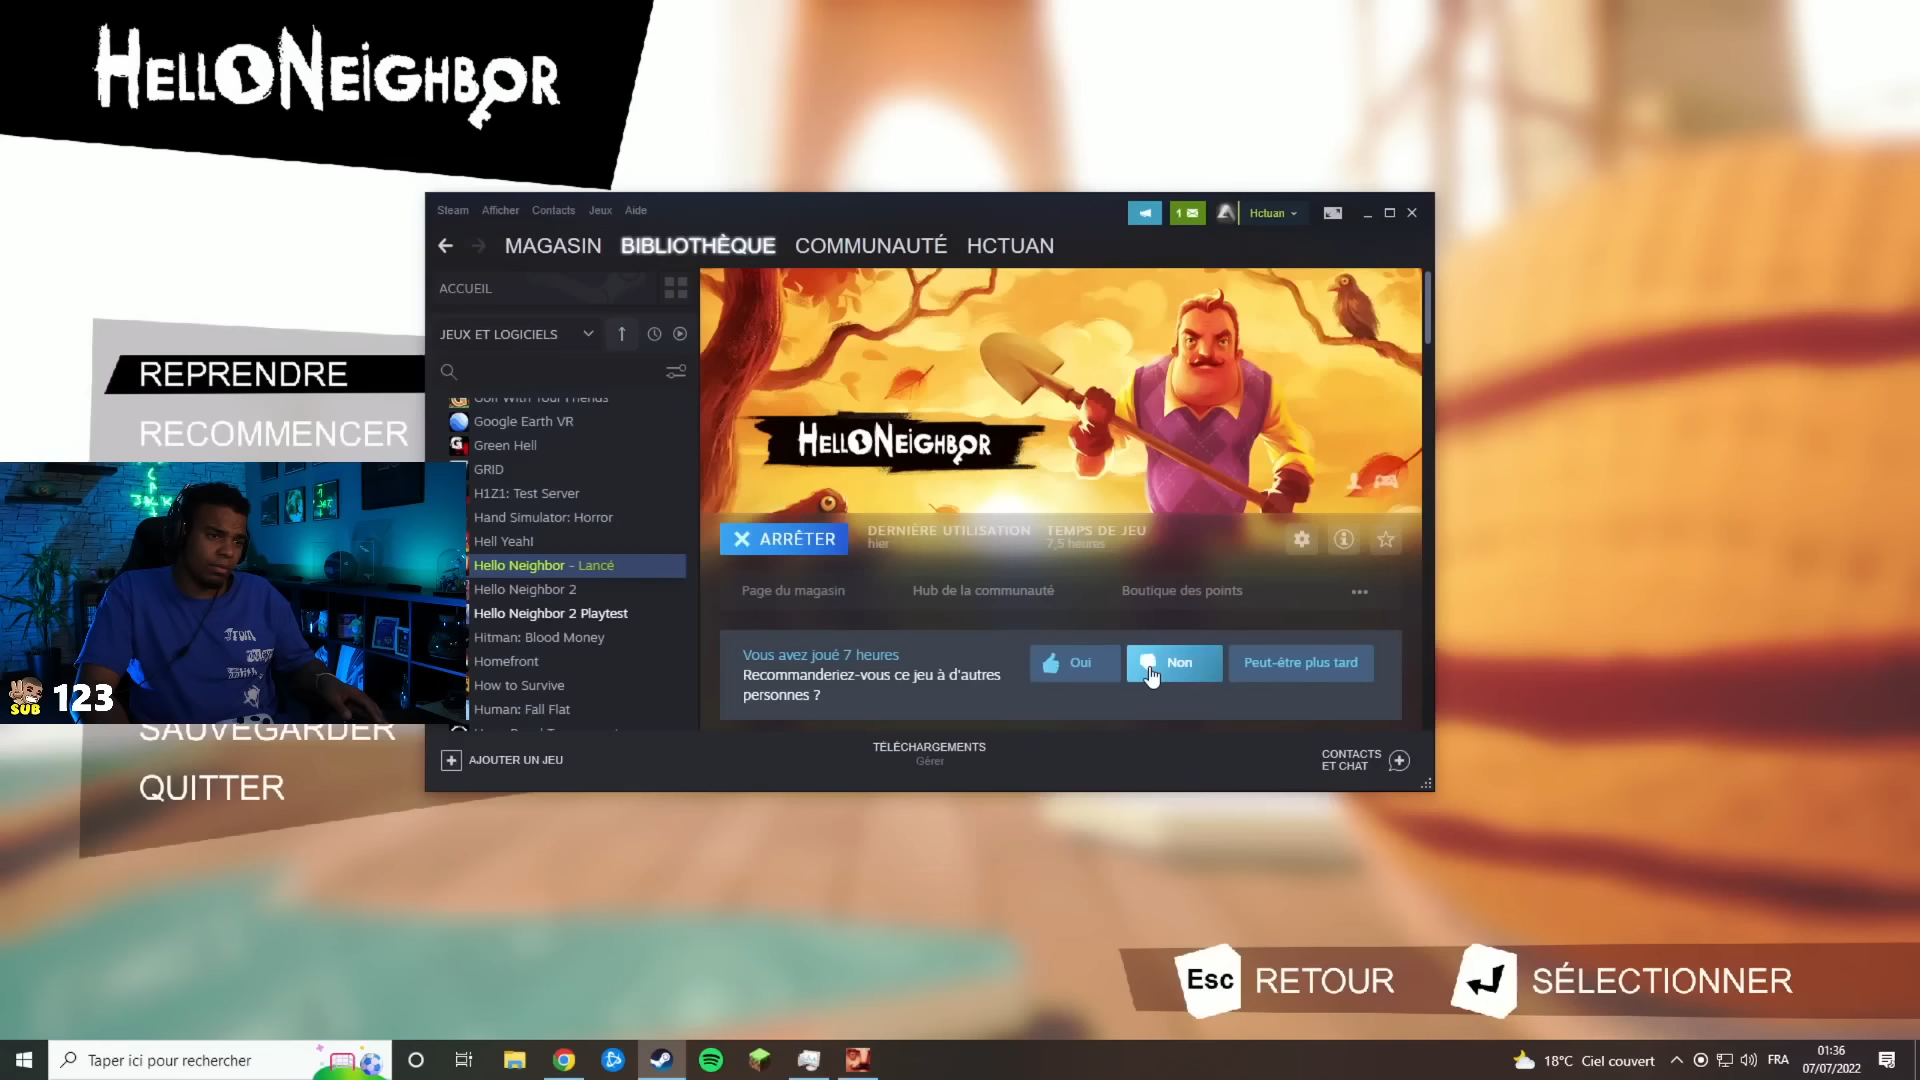 HELLO NEIGHBOR
Steam Afficher Contacts Jeux Aide
1
Hctuan
MAGASIN BIBLIOTHÈQUE COMMUNAUTÉ HCTUAN
ACCUEIL
JEUX ET LOGICIELS
REPRENDRE
RECOMMENCER
SAUVEGARDER
QUITTER
Golf With Your Friends
Google Earth VR
Green Hell
GRID
H1Z1: Test Server
Hand Simulator: Horror
Hell Yeah!
Hello Neighbor - Lancé
Hello Neighbor 2
Hello Neighbor 2 Playtest
Hitman: Blood Money
Homefront
How to Survive
Human: Fall Flat
HELLO NEIGHBOR
ARRÊTER
DERNIÈRE UTILISATION
hier
TEMPS DE JEU
7,5 heures
Page du magasin Hub de la communauté Boutique des points
Vous avez joué 7 heures
Recommanderiez-vous ce jeu à d'autres
personnes ?
Oui Non Peut-être plus tard
SUB 123
AJOUTER UN JEU
TÉLÉCHARGEMENTS
Gérer
CONTACTS
ET CHAT
Esc RETOUR SÉLECTIONNER
Taper ici pour rechercher
18°C Ciel couvert
FRA
01:36
07/07/2022